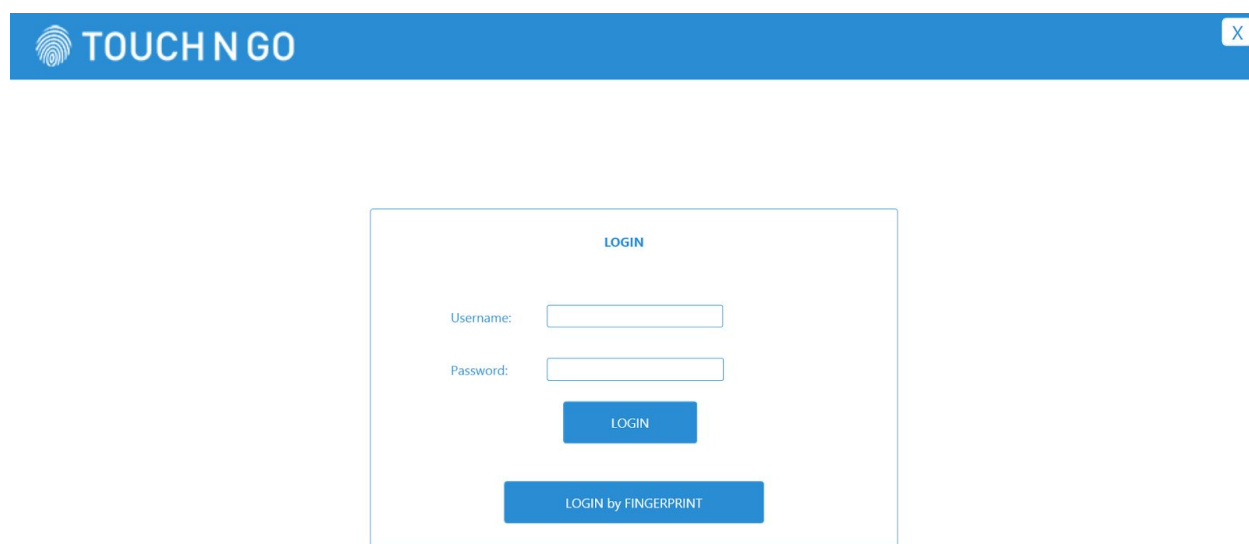 TOUCH N GO
X
LOGIN
Username:
Password:
LOGIN
LOGIN by FINGERPRINT